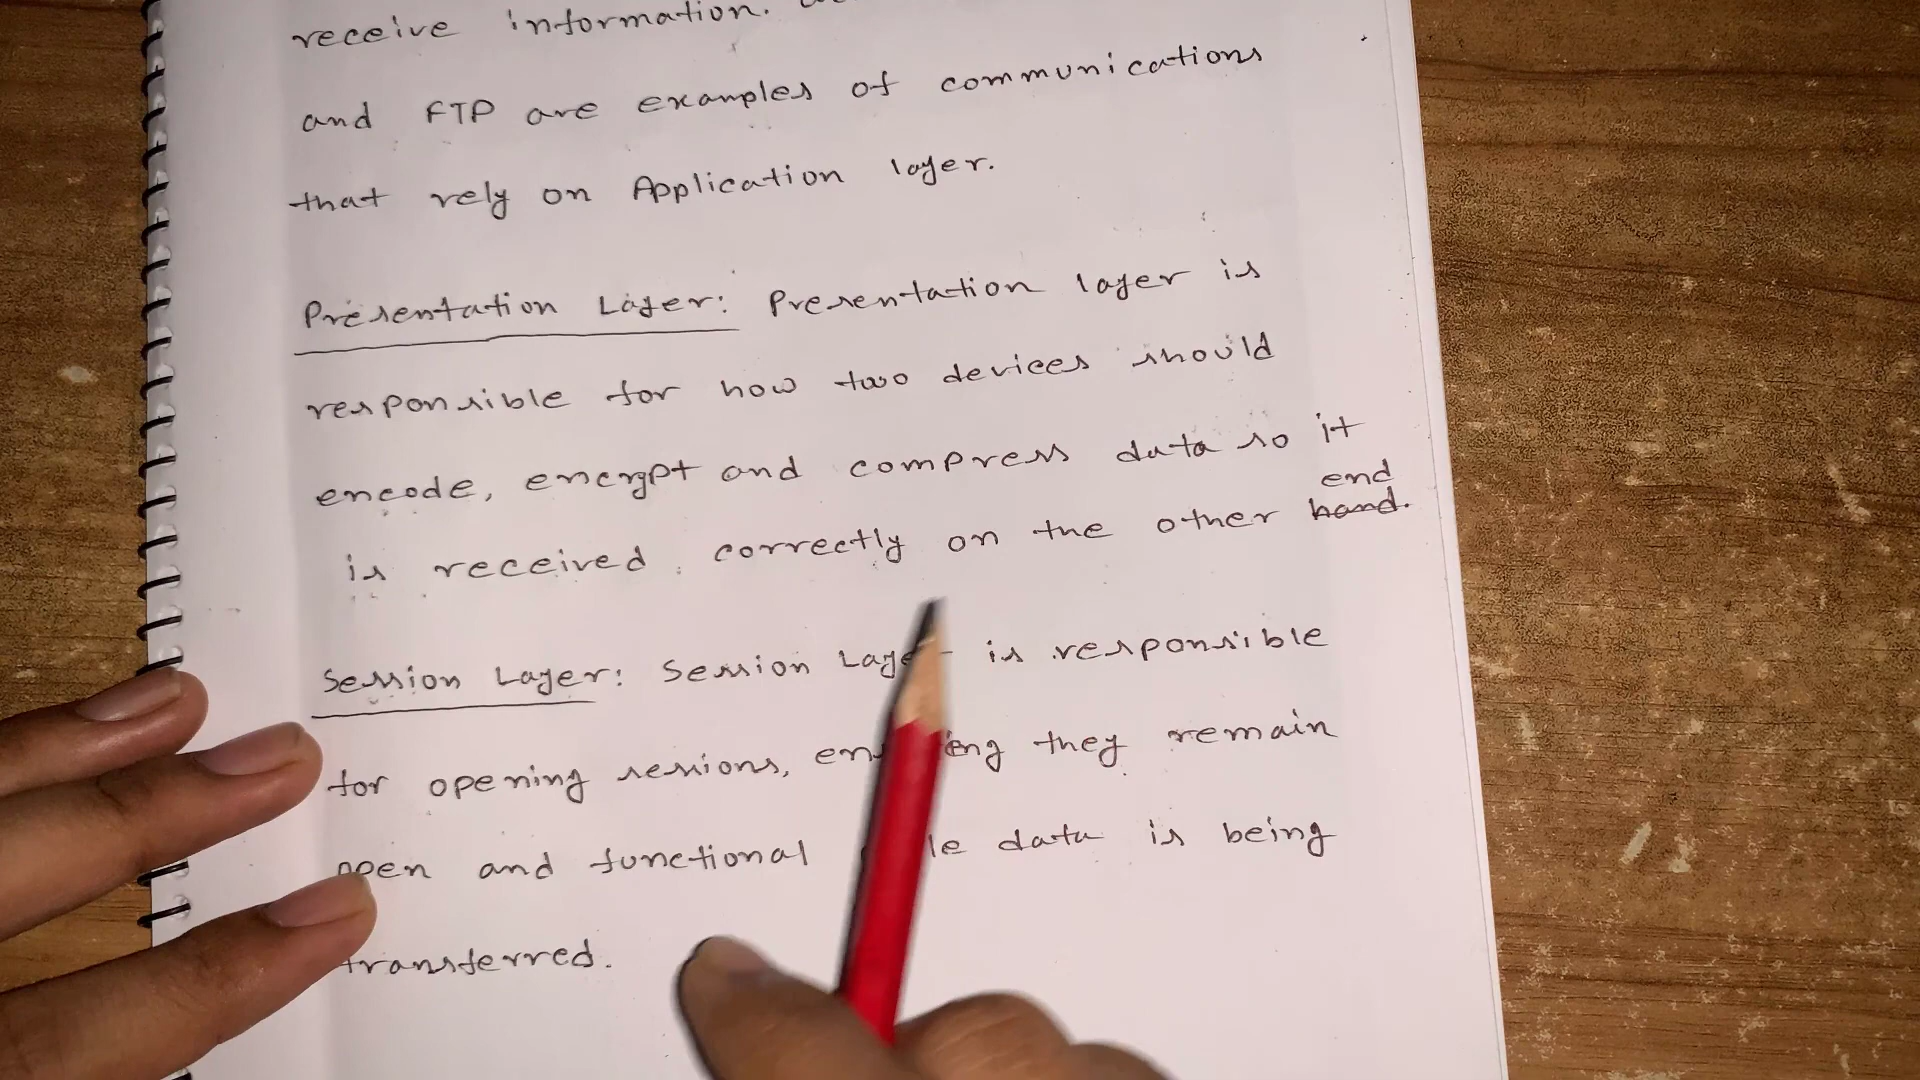 receive information.
and FTP are examples of communications
that rely on Application layer.
Presentation Layer: Presentation layer is
responsible for how two devices should
encode, encrypt and compress data so it
end
is received correctly on the other hand.
Session Layer: Session Layer is responsible
for opening sessions, they remain
open and functional data is being
transferred.